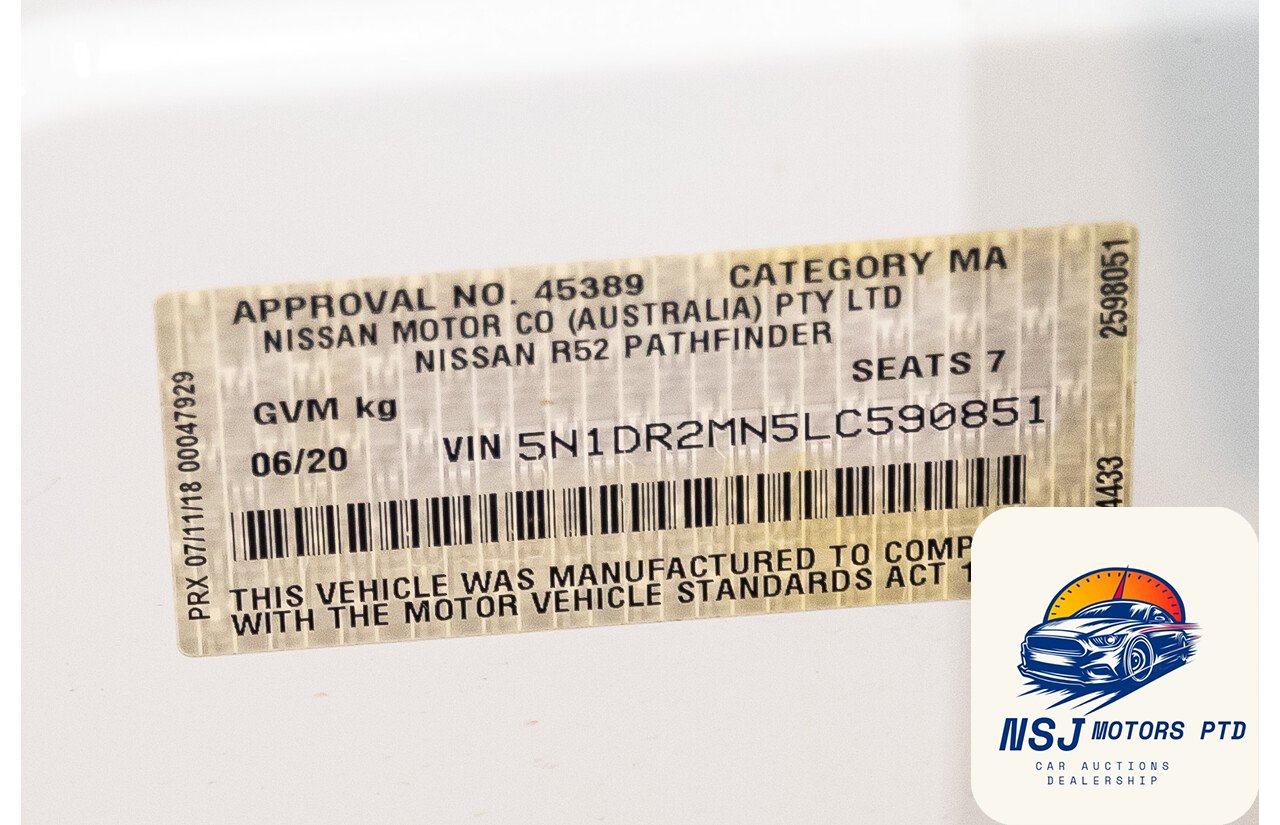 APPROVAL NO. 45389 CATEGORY MA
NISSAN MOTOR CO (AUSTRALIA) PTY LTD
NISSAN R52 PATHFINDER
SEATS 7
GVM kg
06/20 VIN 5N1DR2MN5LC590851
THIS VEHICLE WAS MANUFACTURED TO COMP
WITH THE MOTOR VEHICLE STANDARDS ACT 1
PRX 07/11/18 00047929
2598051
4433
NSJ MOTORS PTD
CAR AUCTIONS
DEALERSHIP